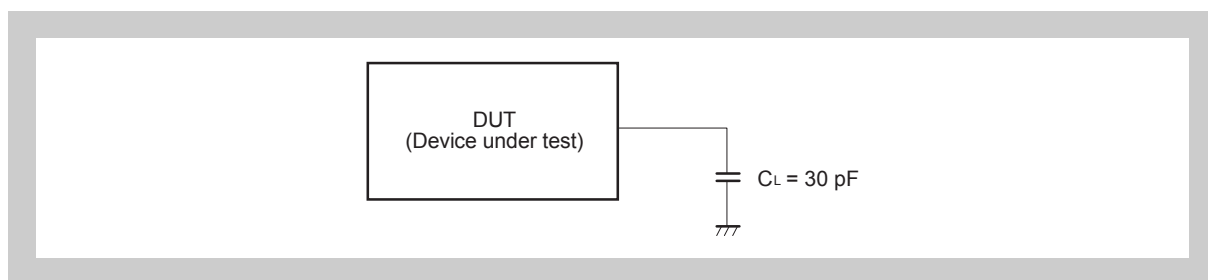 DUT
(Device under test)
CL = 30 pF